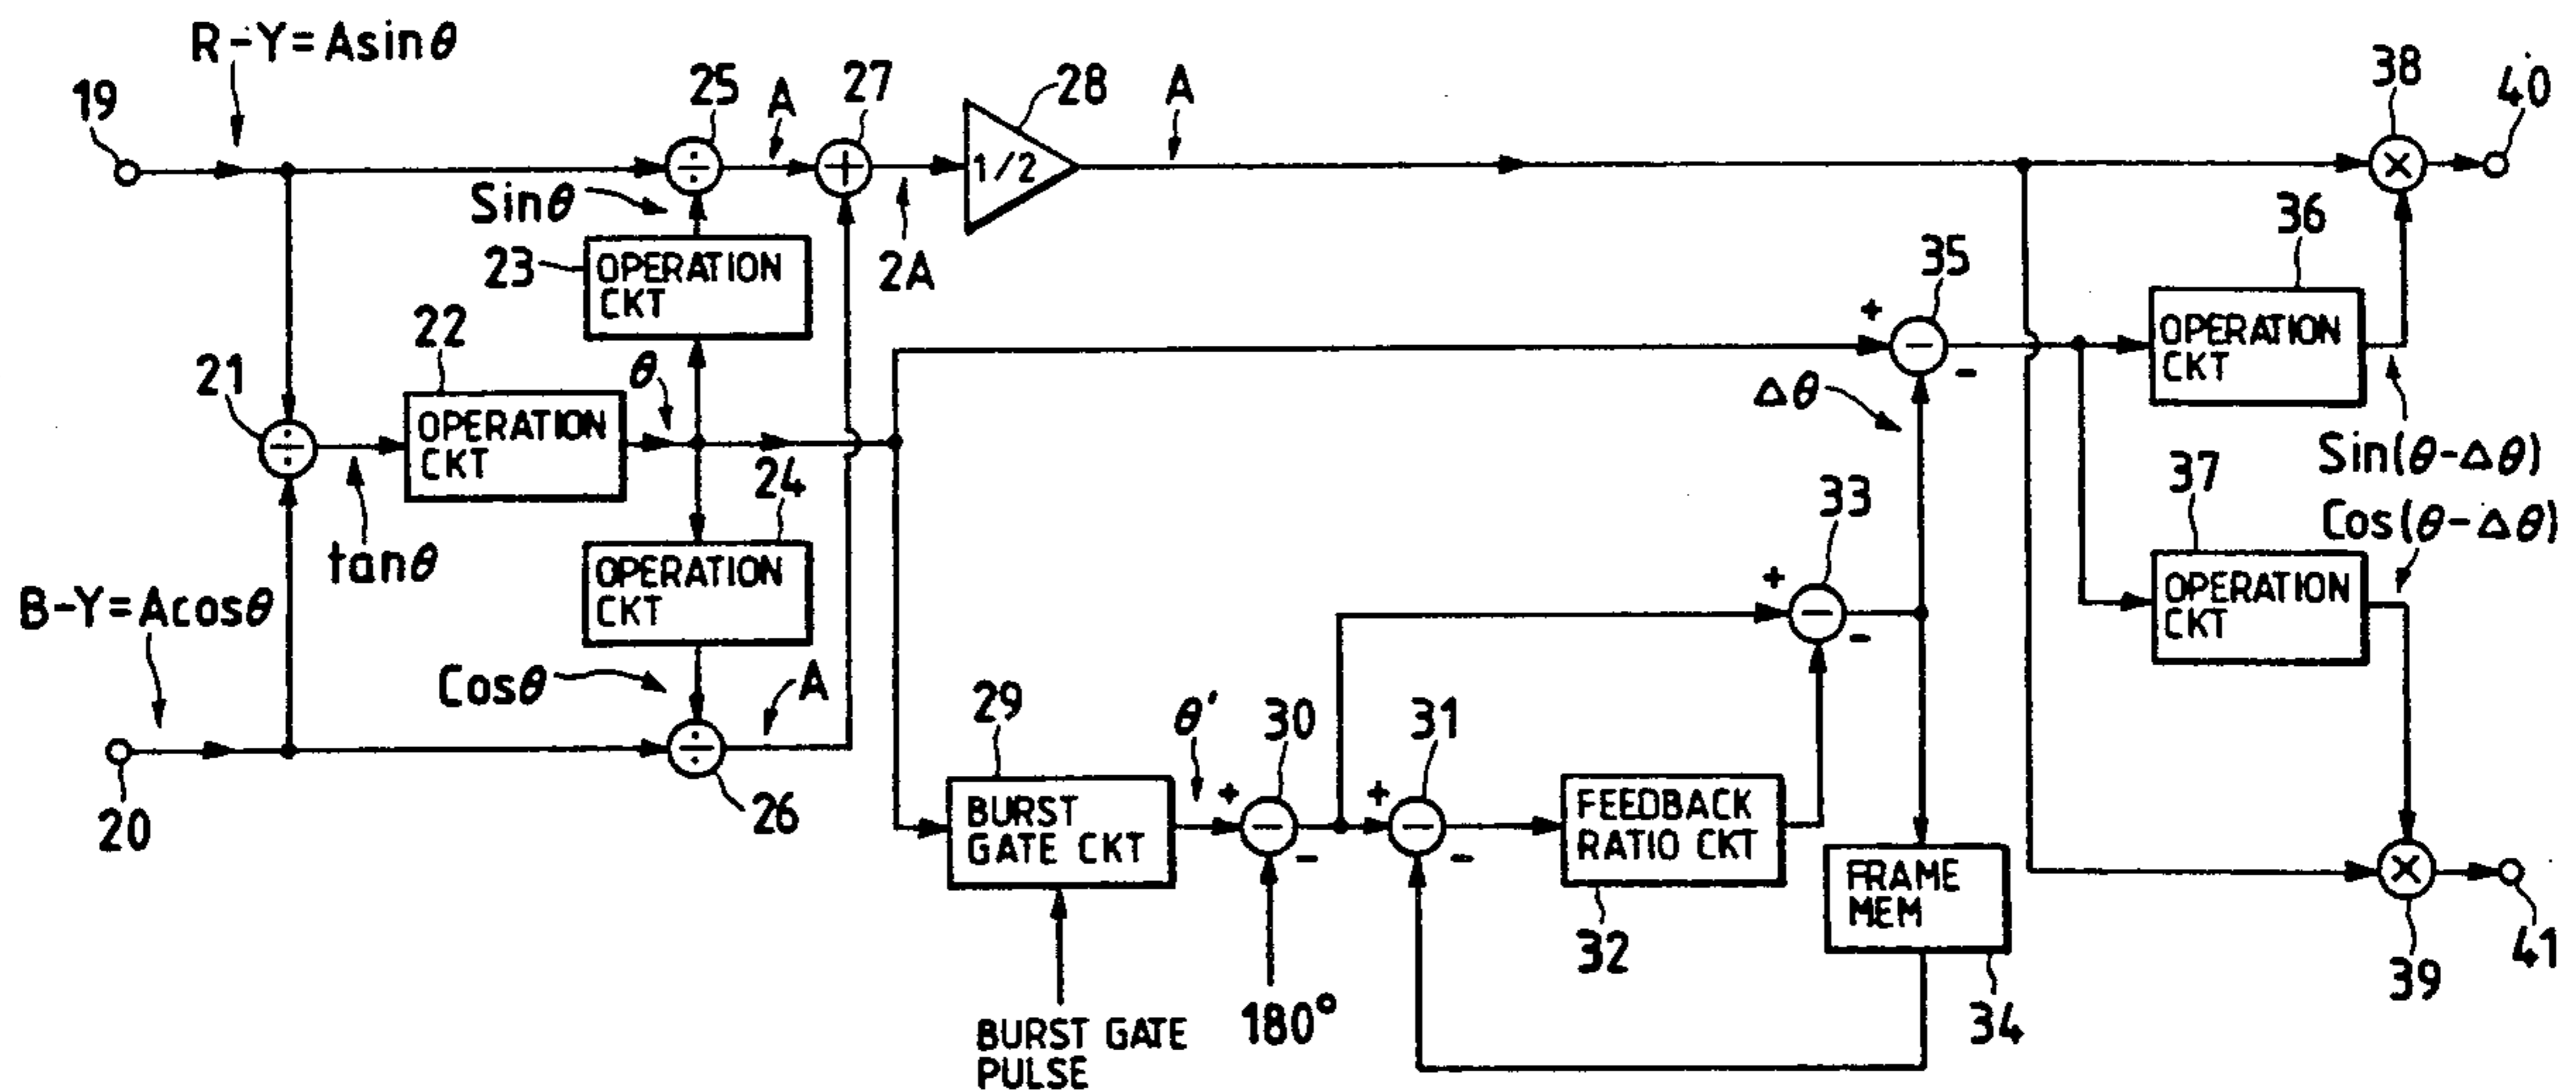 R-Y=Asinθ
19
25
A
27
28
A
38
40
÷
+
1/2
×
Sinθ
23
OPERATION
CKT
2A
35
+
-
-
36
OPERATION
CKT
22
21
÷
OPERATION
CKT
θ
24
Δθ
Sin(θ-Δθ)
Cos(θ-Δθ)
tanθ
OPERATION
CKT
33
+
-
-
37
OPERATION
CKT
B-Y=Acosθ
Cosθ
A
20
÷
26
29
BURST
GATE CKT
θ'
30
+
-
-
31
+
-
-
FEEDBACK
RATIO CKT
32
FRAME
MEM
34
×
39
41
BURST GATE
PULSE
180°